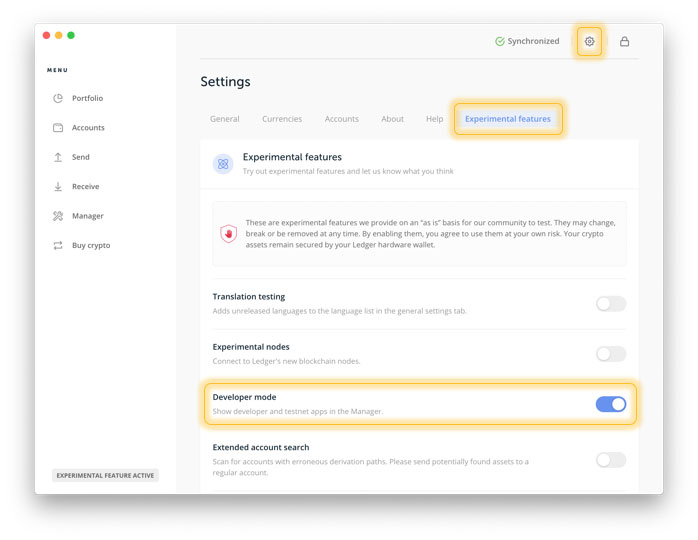 Synchronized
MENU
Portfolio
Accounts
Send
Receive
Manager
Buy crypto
EXPERIMENTAL FEATURE ACTIVE
Settings
General Currencies Accounts About Help Experimental features
Experimental features
Try out experimental features and let us know what you think
These are experimental features we provide on an “as is” basis for our community to test. They may change,
break or be removed at any time. By enabling them, you agree to use them at your own risk. Your crypto
assets remain secured by your Ledger hardware wallet.
Translation testing
Adds unreleased languages to the language list in the general settings tab.
Experimental nodes
Connect to Ledger's new blockchain nodes.
Developer mode
Show developer and testnet apps in the Manager.
Extended account search
Scan for accounts with erroneous derivation paths. Please send potentially found assets to a
regular account.